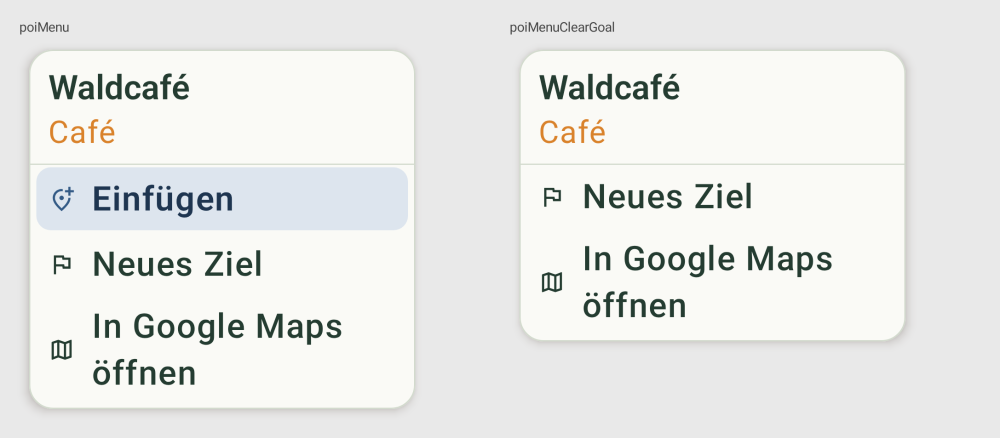 poiMenu
Waldcafé
Café
Einfügen
Neues Ziel
In Google Maps
öffnen
poiMenuClearGoal
Waldcafé
Café
Neues Ziel
In Google Maps
öffnen